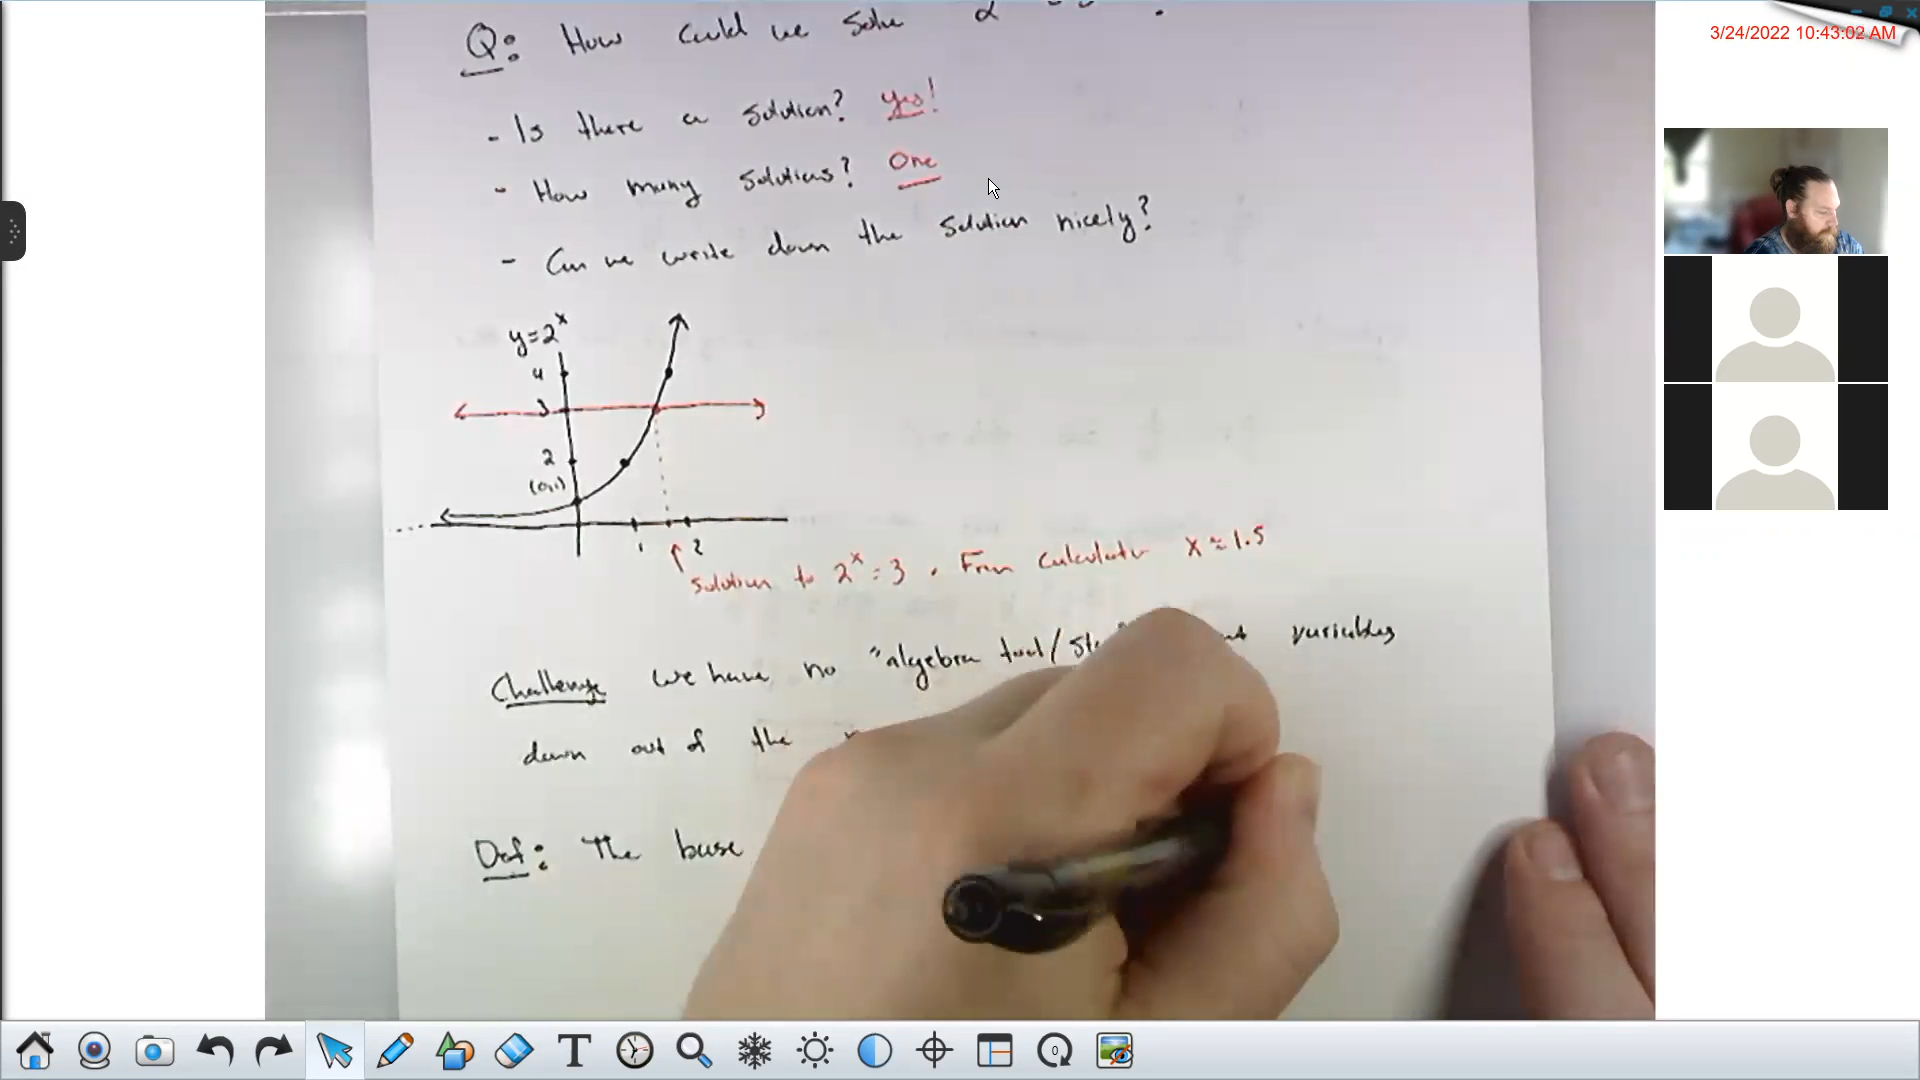 3/24/2022 10:43:02 AM
Q: How could we solve
- Is there a solution? Yes!
- How many solutions? One
- Can we write down the solution nicely?
y=2^x
4
3
2
(0,1)
1 2
solution to 2^x = 3 . From calculator x ≈ 1.5
Challenge we have no "algebra tool/ variables
down out of the
Def: The base
T
0